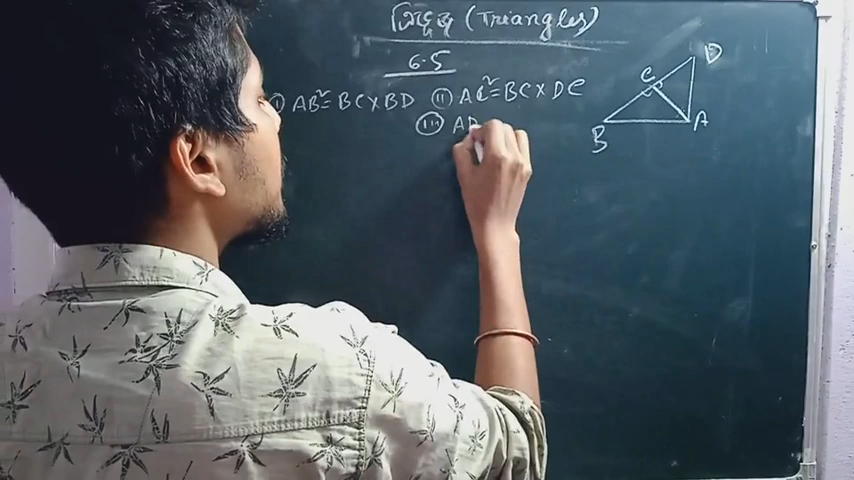 त्रिभुज (Triangles)
6.5
(i) AB²=BC×BD (ii) AC²=BC×DC
(iii) AD
C
D
B
A